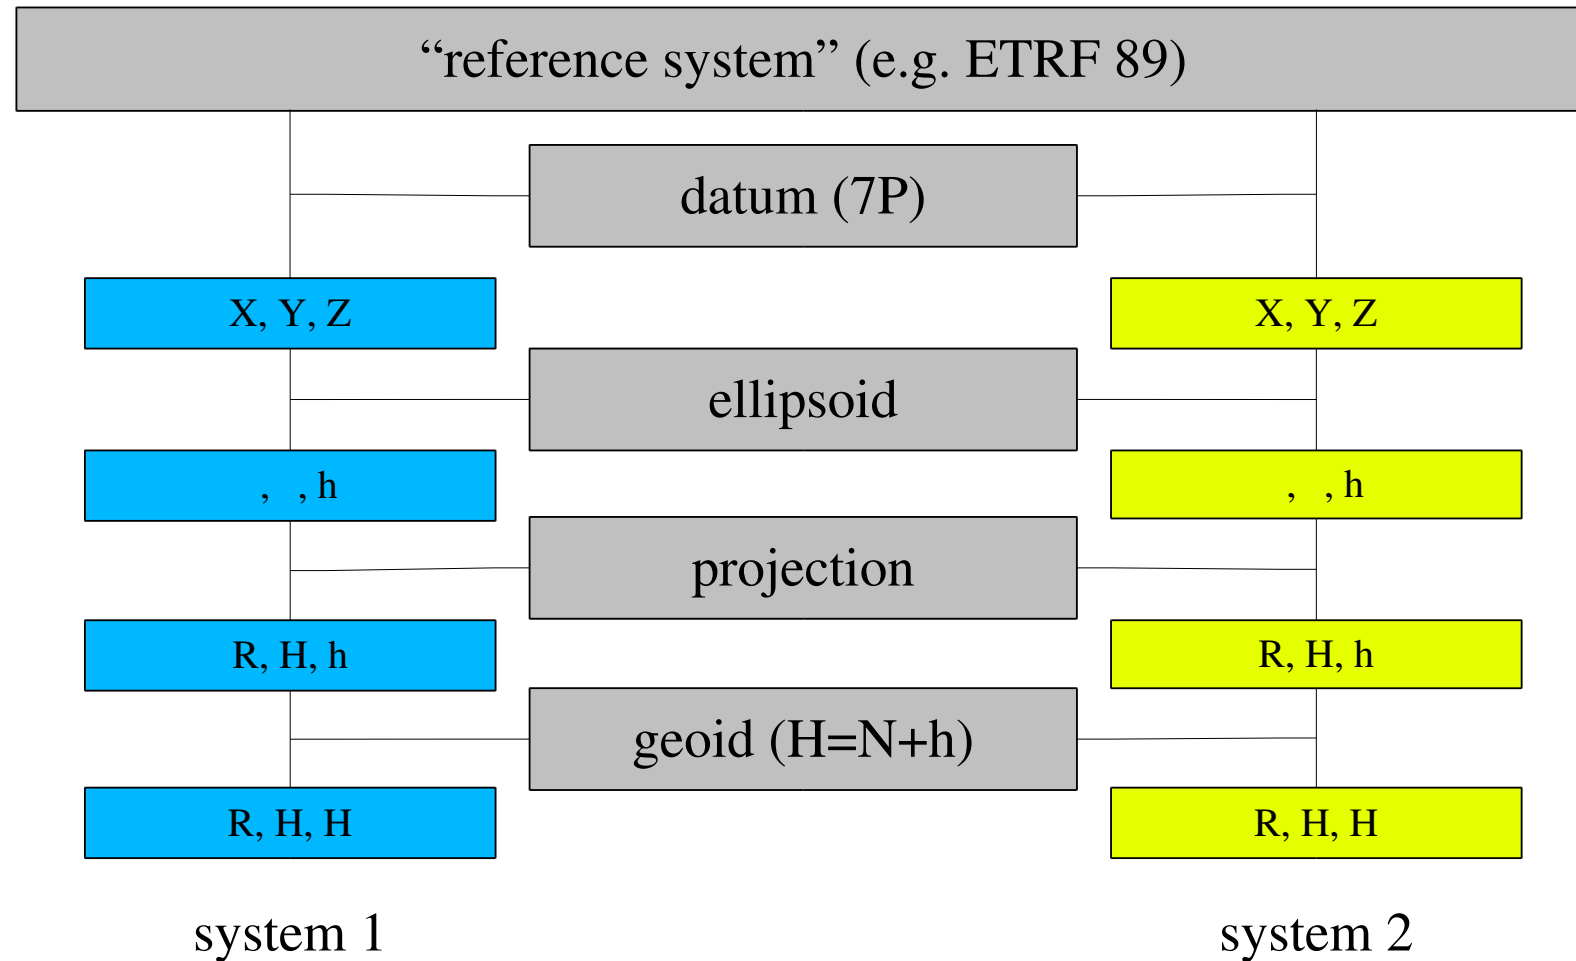 “reference system” (e.g. ETRF 89)
datum (7P)
X, Y, Z
X, Y, Z
ellipsoid
, , h
, , h
projection
R, H, h
R, H, h
geoid (H=N+h)
R, H, H
R, H, H
system 1
system 2